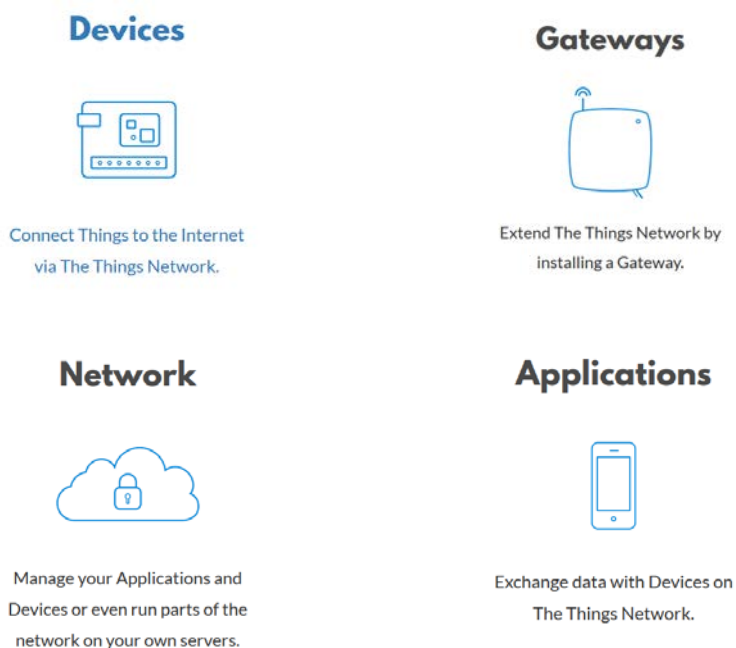 Devices
Connect Things to the Internet
via The Things Network.
Gateways
Extend The Things Network by
installing a Gateway.
Network
Manage your Applications and
Devices or even run parts of the
network on your own servers.
Applications
Exchange data with Devices on
The Things Network.